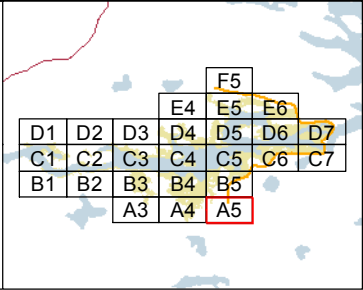 F5
E4 E5 E6
D1 D2 D3 D4 D5 D6 D7
C1 C2 C3 C4 C5 C6 C7
B1 B2 B3 B4 B5
A3 A4 A5